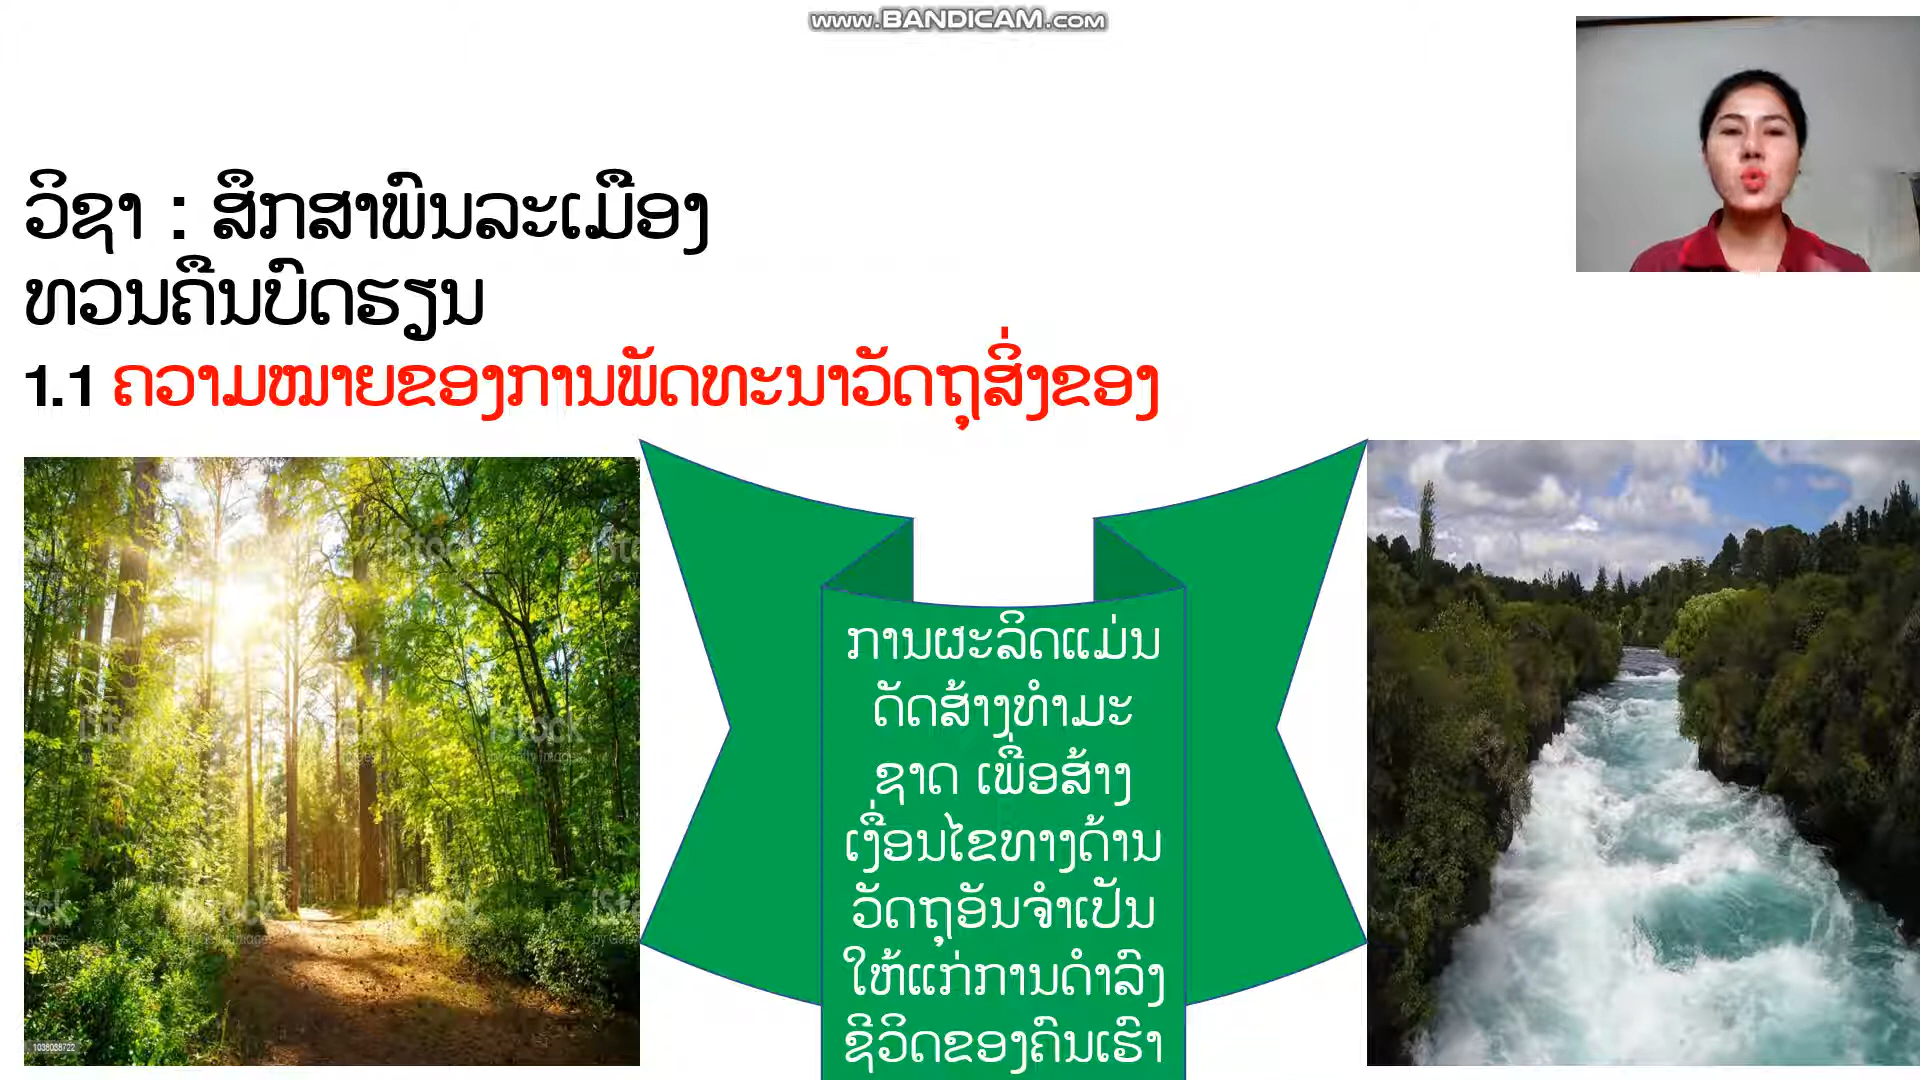 www.BANDICAM.com
ວິຊາ : ສຶກສາພົນລະເມືອງ
ທວນຄືນບົດຮຽນ
1.1 ຄວາມໝາຍຂອງການພັດທະນາວັດຖຸສິ່ງຂອງ
ການຜະລິດແມ່ນ
ດັດສ້າງທຳມະ
ຊາດ ເພື່ອສ້າງ
ເງື່ອນໄຂທາງດ້ານ
ວັດຖຸອັນຈຳເປັນ
ໃຫ້ແກ່ການດຳລົງ
ຊີວິດຂອງຄົນເຮົາ
iStock
1038038722